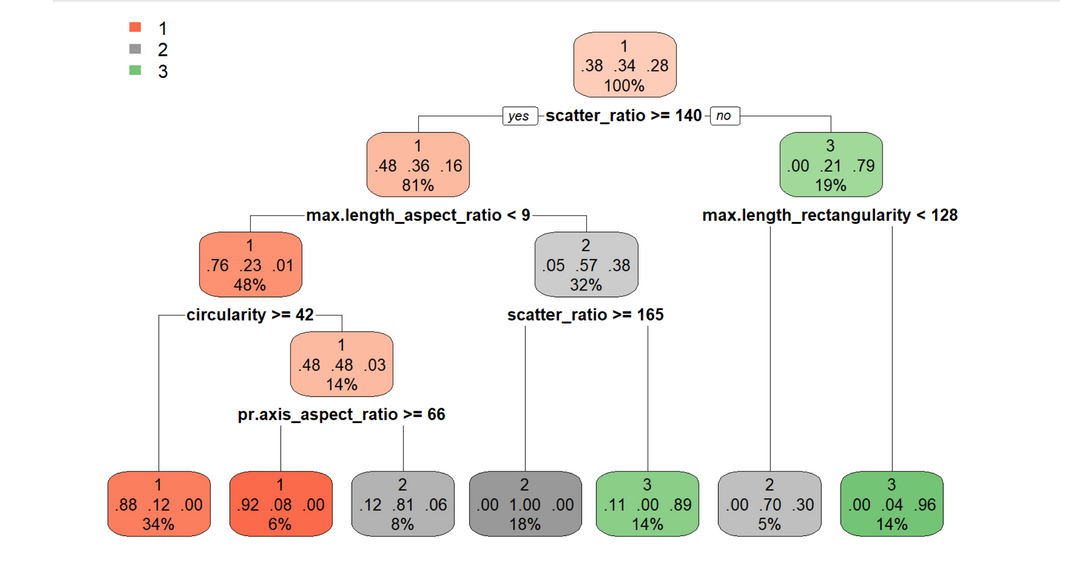 1
2
3
1
.38 .34 .28
100%
yes scatter_ratio >= 140 no
1
.48 .36 .16
81%
3
.00 .21 .79
19%
max.length_aspect_ratio < 9
max.length_rectangularity < 128
1
.76 .23 .01
48%
2
.05 .57 .38
32%
circularity >= 42
scatter_ratio >= 165
1
.48 .48 .03
14%
pr.axis_aspect_ratio >= 66
1
.88 .12 .00
34%
1
.92 .08 .00
6%
2
.12 .81 .06
8%
2
.00 1.00 .00
18%
3
.11 .00 .89
14%
2
.00 .70 .30
5%
3
.00 .04 .96
14%